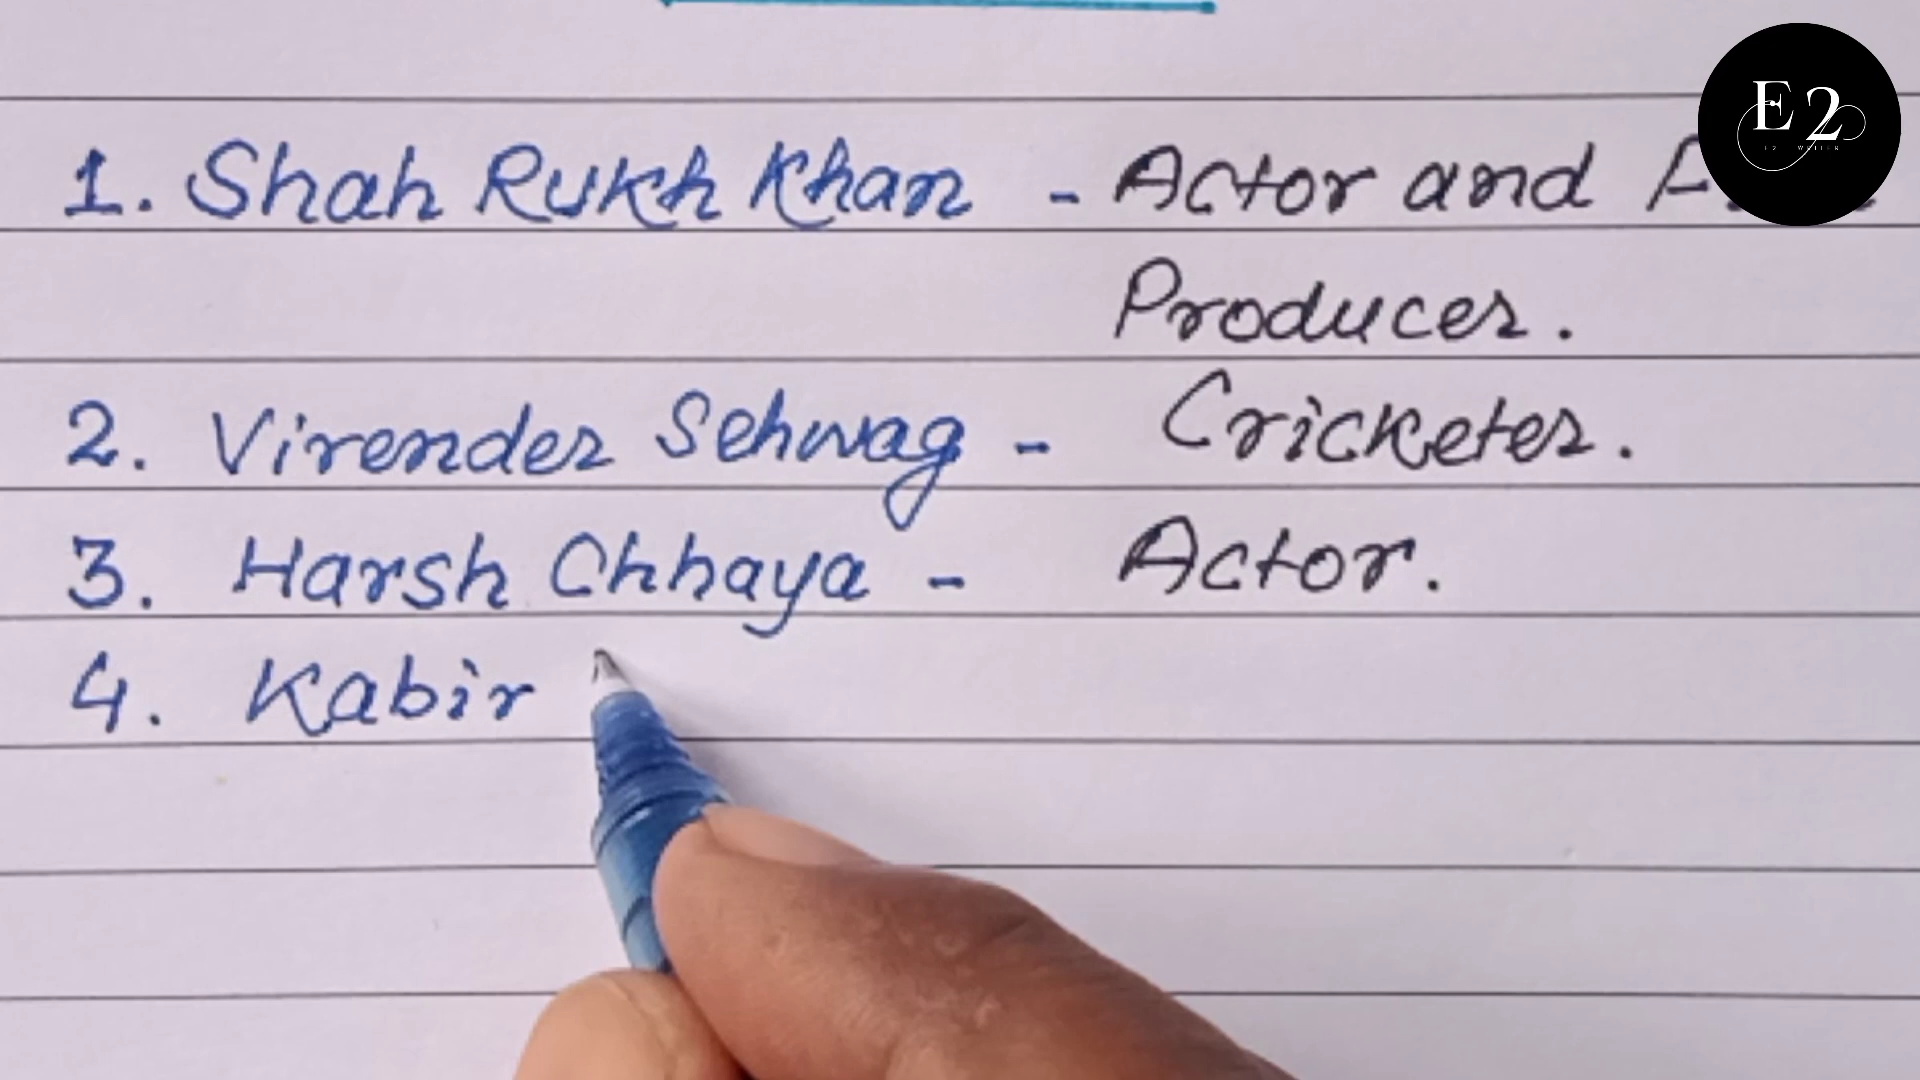 1. Shah Rukh Khan - Actor and
Producer.
2. Virender Sehwag - Cricketer.
3. Harsh Chhaya - Actor.
4. Kabir
E2